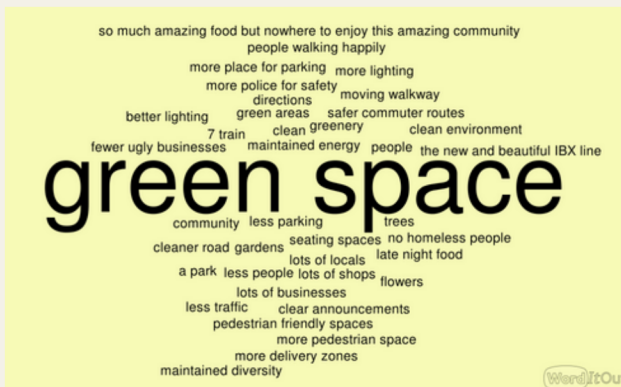 so much amazing food but nowhere to enjoy this amazing community
people walking happily
more place for parking more lighting
more police for safety
directions moving walkway
better lighting green areas safer commuter routes
7 train clean greenery clean environment
fewer ugly businesses maintained energy people the new and beautiful IBX line
green space
community less parking trees
cleaner road gardens seating spaces no homeless people
lots of locals late night food
a park less people lots of shops flowers
lots of businesses
less traffic clear announcements
pedestrian friendly spaces
more pedestrian space
more delivery zones
maintained diversity
WordItOu